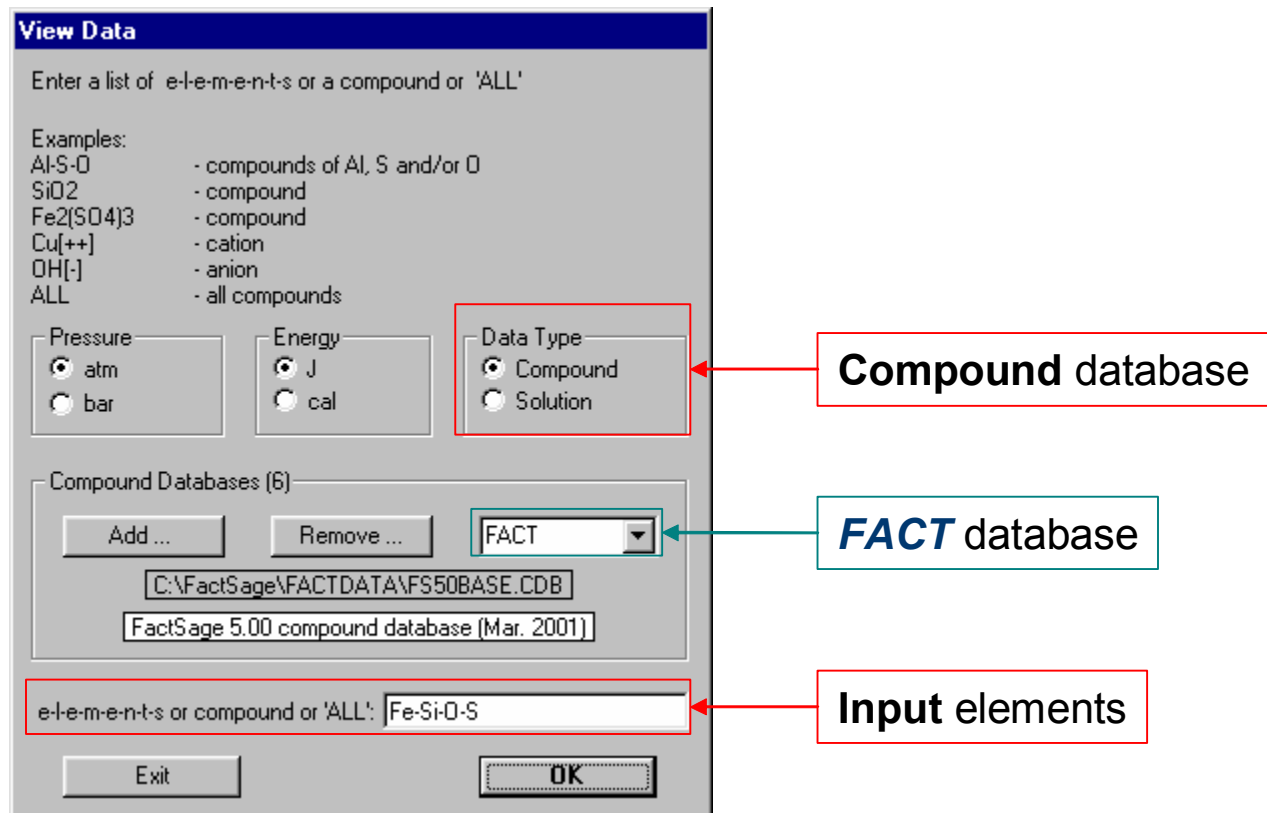 View Data
Enter a list of e-l-e-m-e-n-t-s or a compound or 'ALL'
Examples:
Al-S-O - compounds of Al, S and/or O
SiO2 - compound
Fe2(SO4)3 - compound
Cu[++] - cation
OH[-] - anion
ALL - all compounds
Pressure
atm
bar
Energy
J
cal
Data Type
Compound
Solution
Compound database
Compound Databases (6)
Add ...
Remove ...
FACT
FACT database
C:\FactSage\FACTDATA\FS50BASE.CDB
FactSage 5.00 compound database (Mar. 2001)
e-l-e-m-e-n-t-s or compound or 'ALL': Fe-Si-O-S
Input elements
Exit
OK